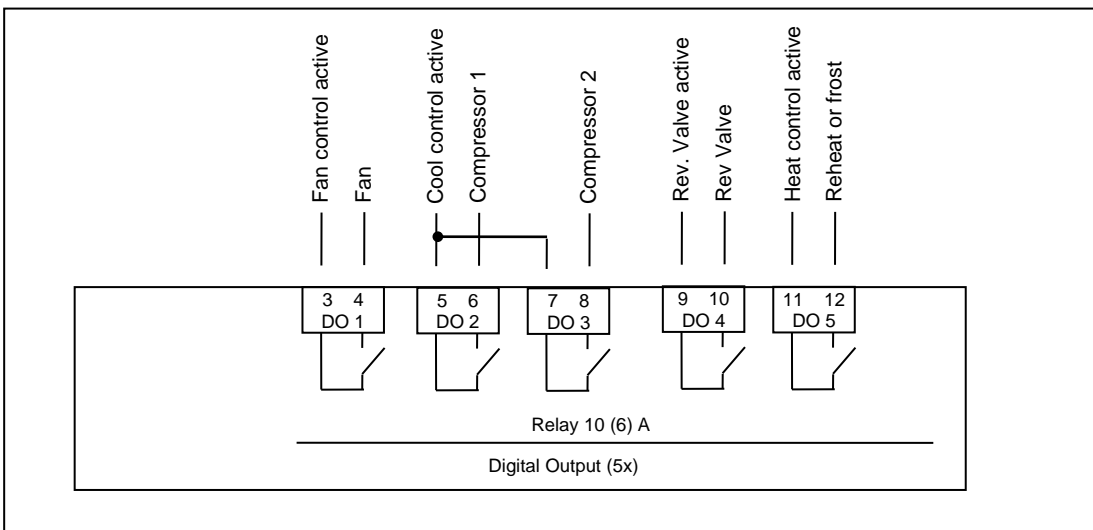 Fan control active
Fan
Cool control active
Compressor 1
Compressor 2
Rev. Valve active
Rev Valve
Heat control active
Reheat or frost
3 4
DO 1
5 6
DO 2
7 8
DO 3
9 10
DO 4
11 12
DO 5
Relay 10 (6) A
Digital Output (5x)